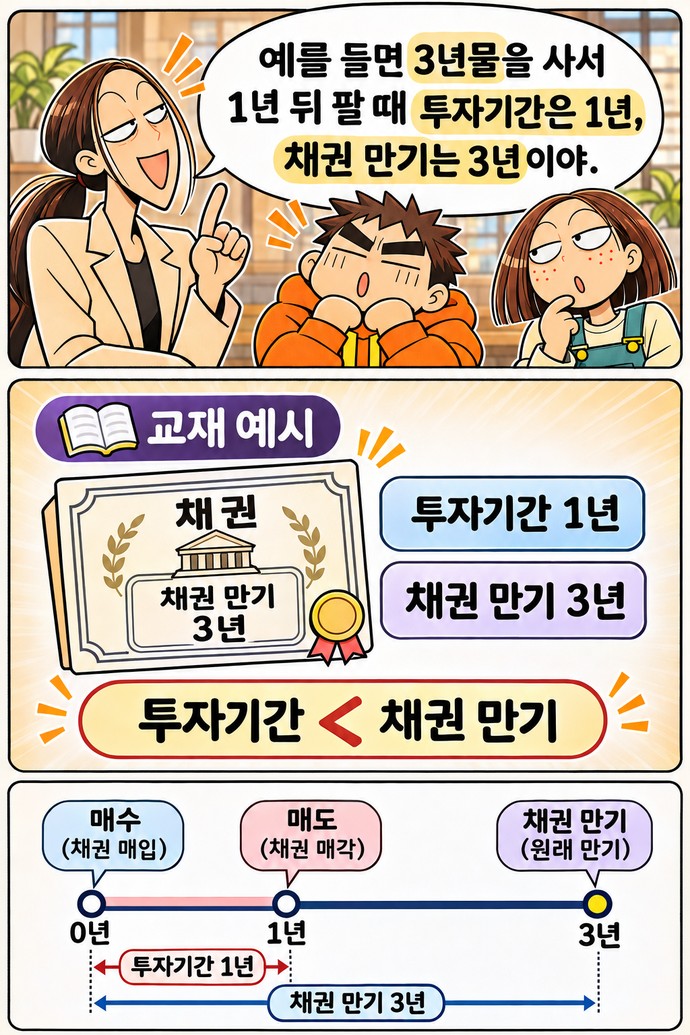 예를 들면 3년물을 사서
1년 뒤 팔 때 투자기간은 1년,
채권 만기는 3년이야.
교재 예시
채권
채권 만기
3년
투자기간 1년
채권 만기 3년
투자기간 < 채권 만기
매수
(채권 매입)
매도
(채권 매각)
채권 만기
(원래 만기)
0년
1년
3년
투자기간 1년
채권 만기 3년